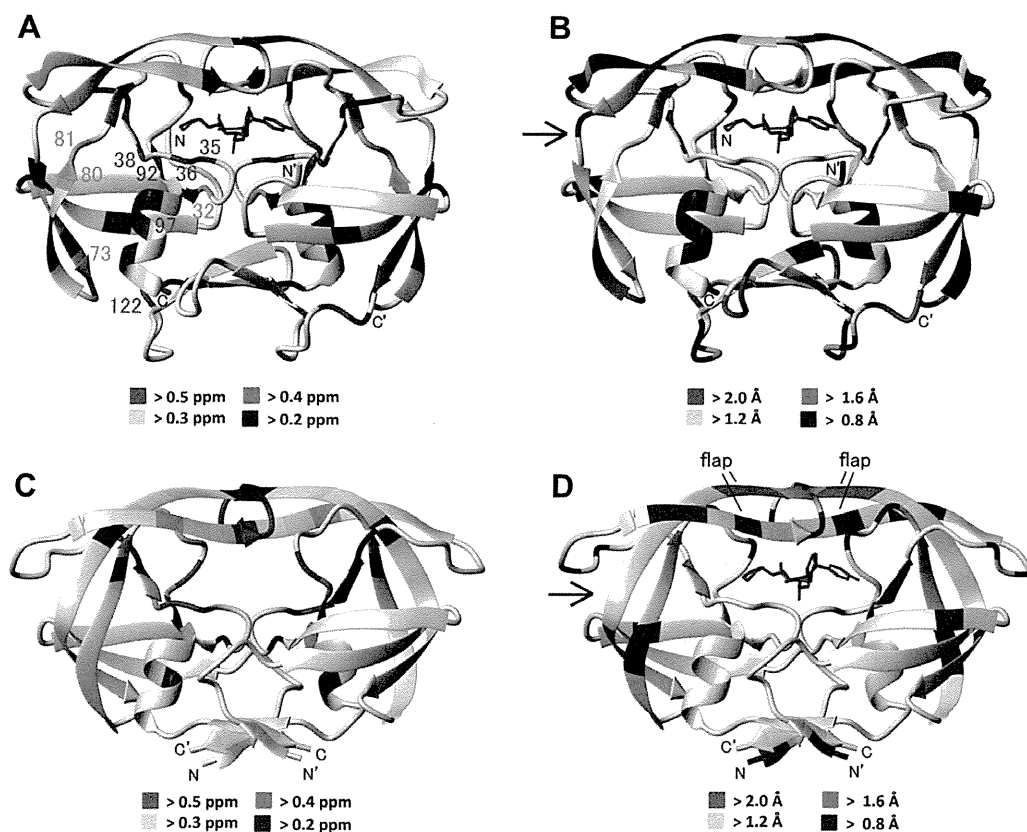 A
81
80
73
38
92
35
36
32
97
122
N
N'
C
C'
> 0.5 ppm > 0.4 ppm
> 0.3 ppm > 0.2 ppm
B
N
N'
C
C'
> 2.0 Å > 1.6 Å
> 1.2 Å > 0.8 Å
C
C'
C
N
N'
> 0.5 ppm > 0.4 ppm
> 0.3 ppm > 0.2 ppm
D
flap flap
C'
C
N
N'
> 2.0 Å > 1.6 Å
> 1.2 Å > 0.8 Å